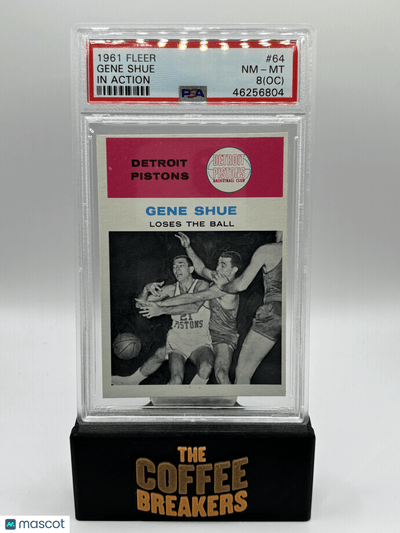 1961 FLEER #64
GENE SHUE NM - MT
IN ACTION 8(OC)
PSA 46256804
DETROIT
PISTONS
DETROIT
PISTONS
BASKETBALL CLUB
GENE SHUE
LOSES THE BALL
21
PISTONS
THE
COFFEE
BREAKERS
mascot